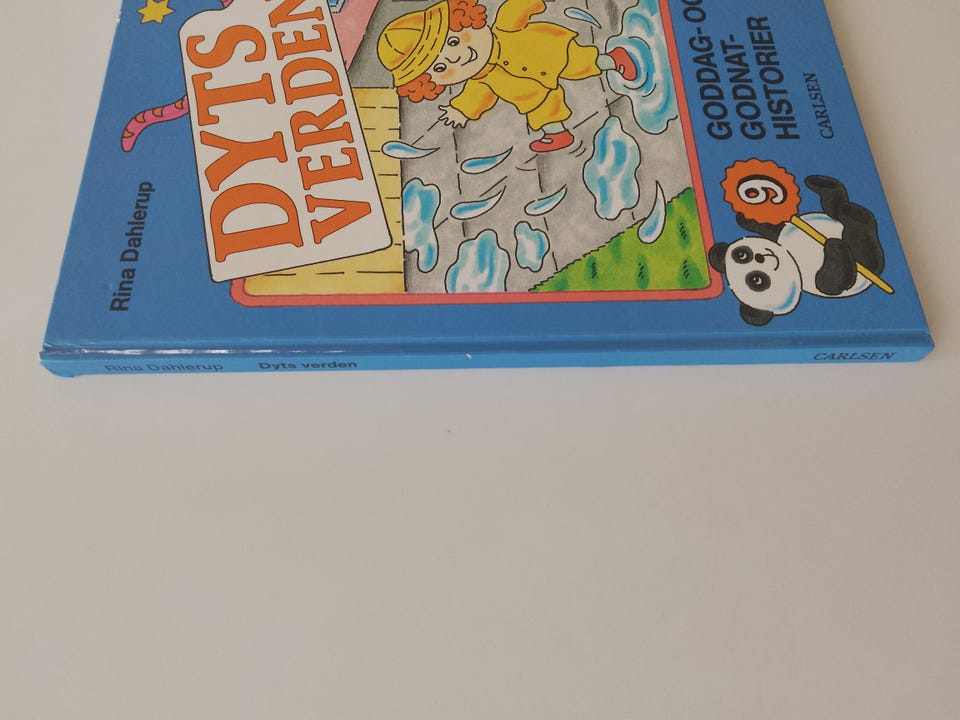 Rina Dahlerup
DYTS
VERDEN
GODDAG- OG
GODNAT-
HISTORIER
CARLSEN
9
Rina Dahlerup Dyts verden CARLSEN